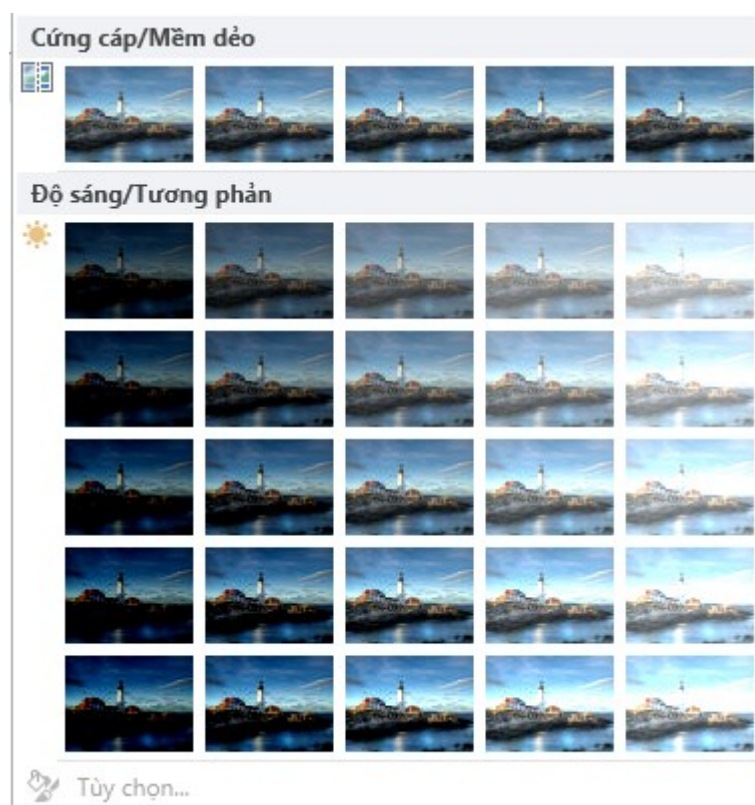 Cứng cáp/Mềm dẻo
Độ sáng/Tương phản
Tùy chọn...